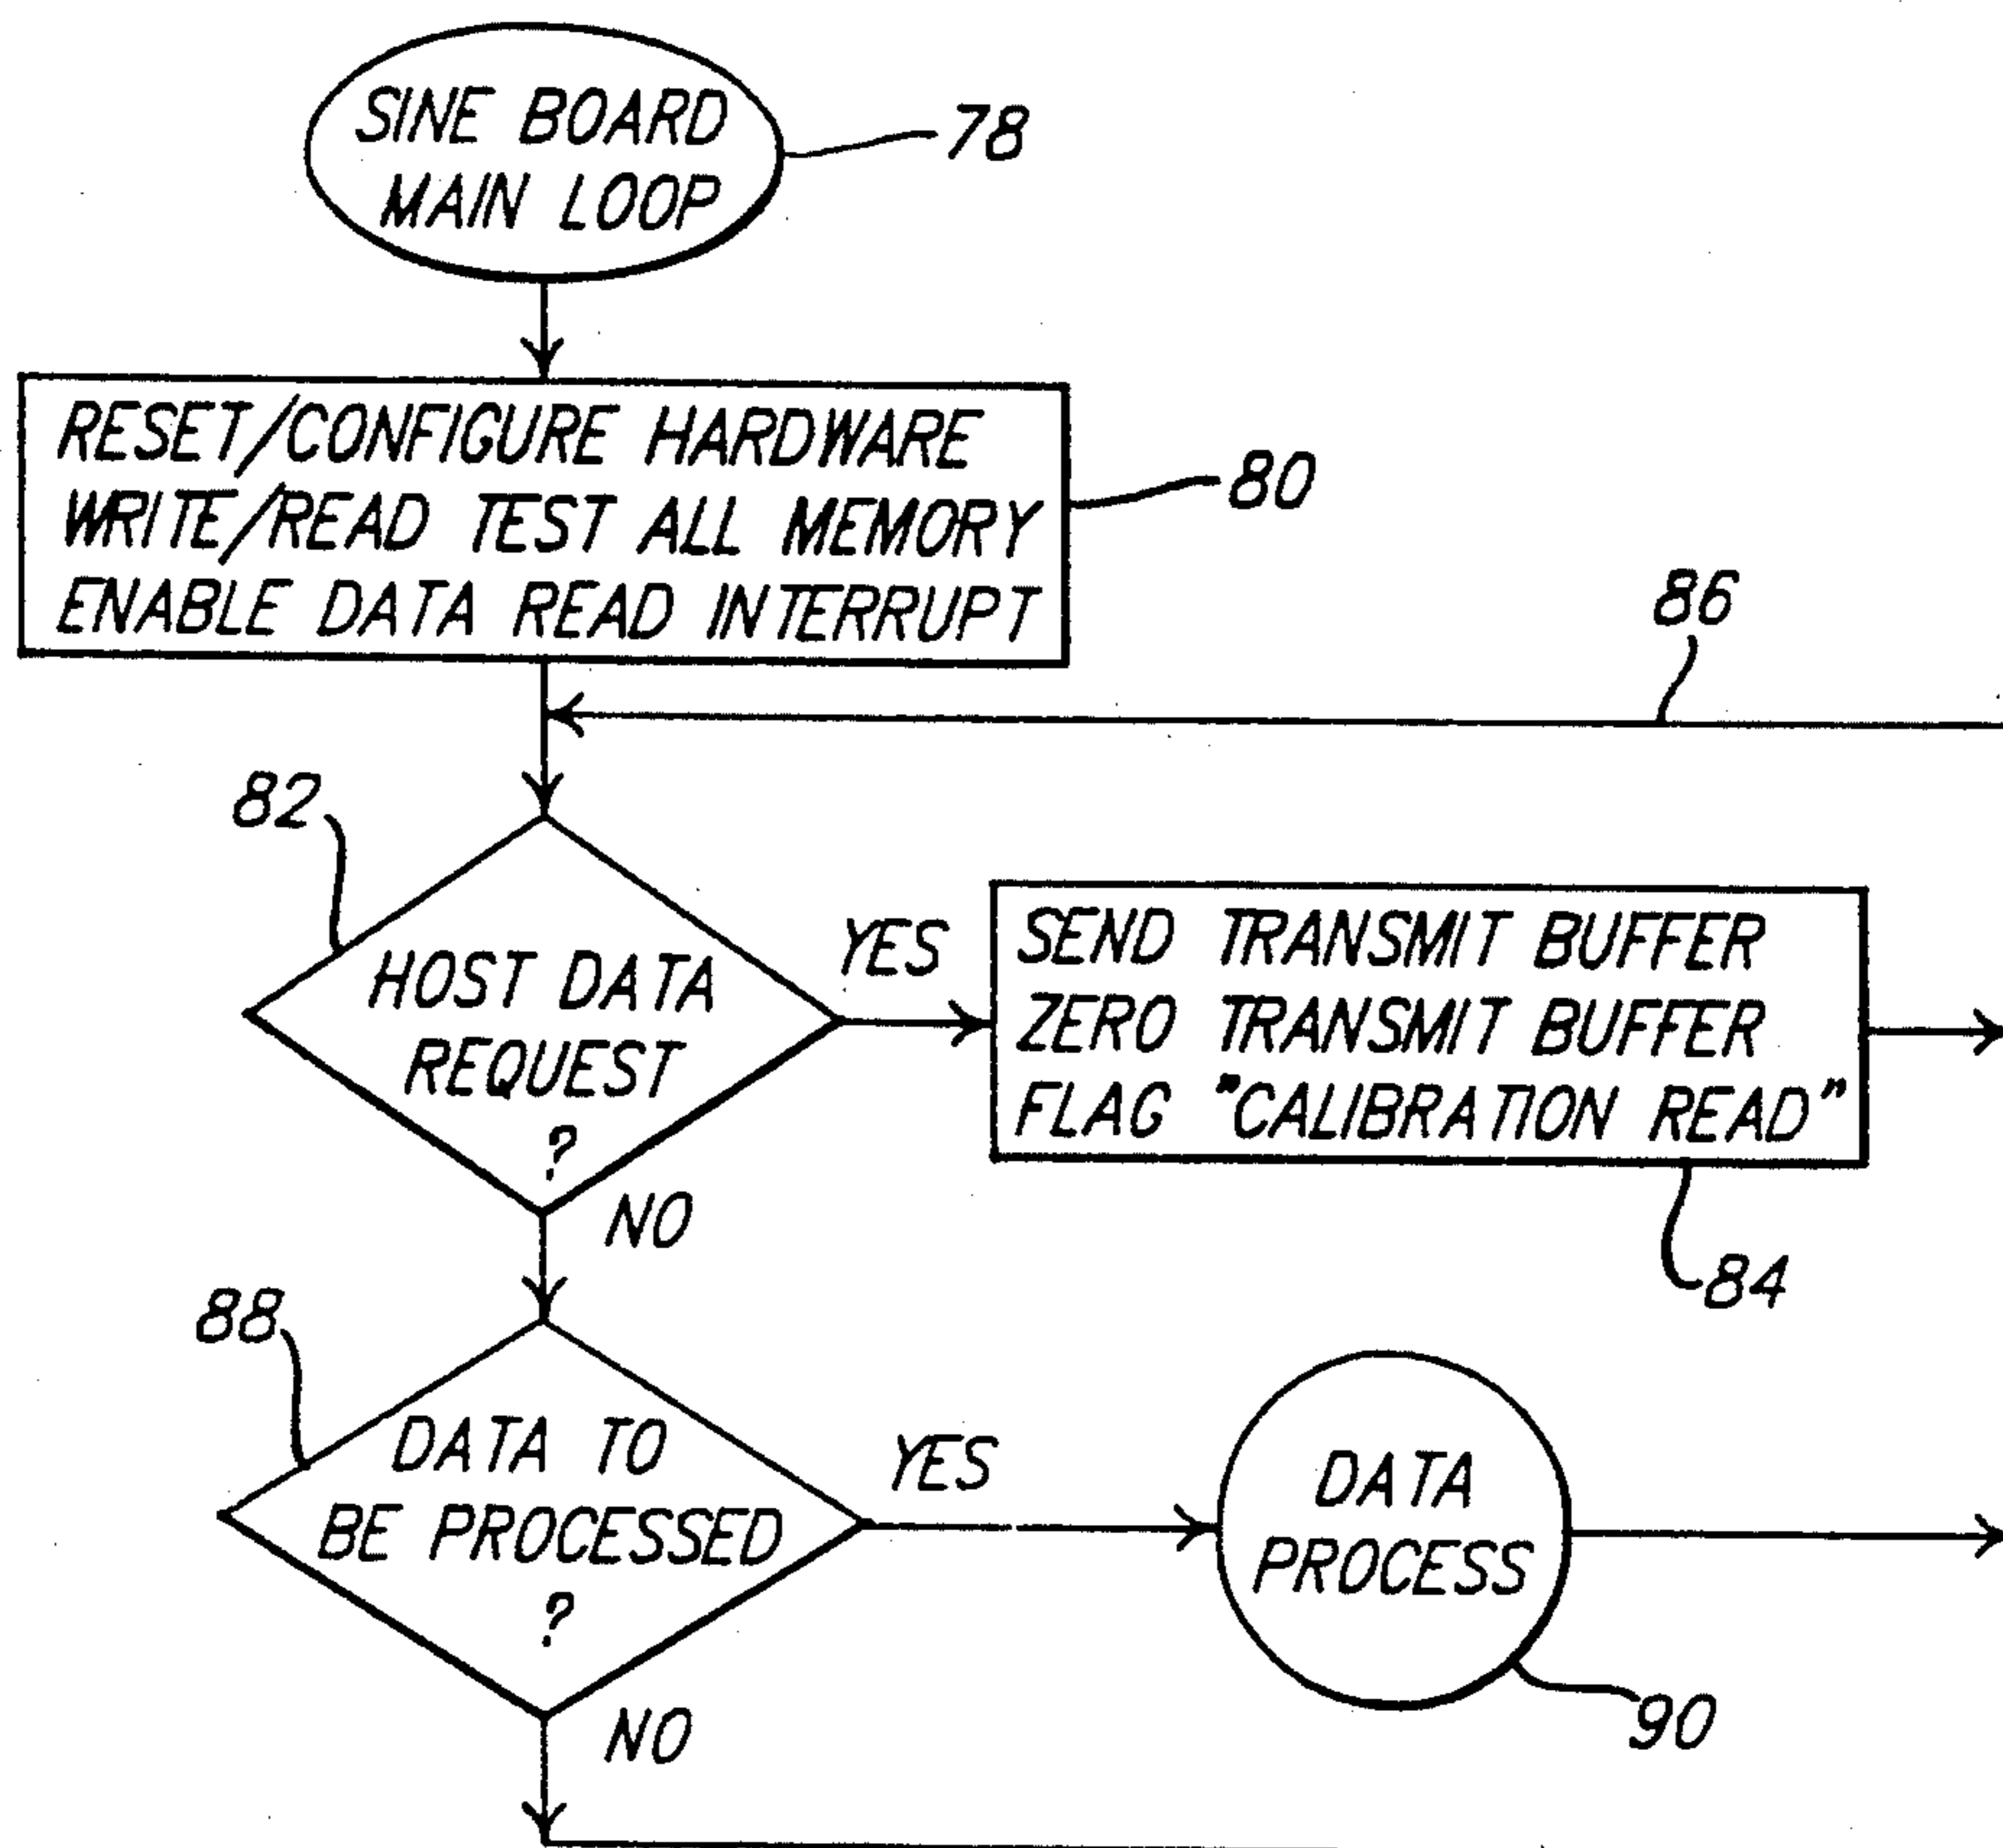 SINE BOARD
MAIN LOOP
78
RESET/CONFIGURE HARDWARE
WRITE/READ TEST ALL MEMORY
ENABLE DATA READ INTERRUPT
80
86
82
HOST DATA
REQUEST
?
YES
SEND TRANSMIT BUFFER
ZERO TRANSMIT BUFFER
FLAG "CALIBRATION READ"
84
NO
88
DATA TO
BE PROCESSED
?
YES
DATA
PROCESS
90
NO